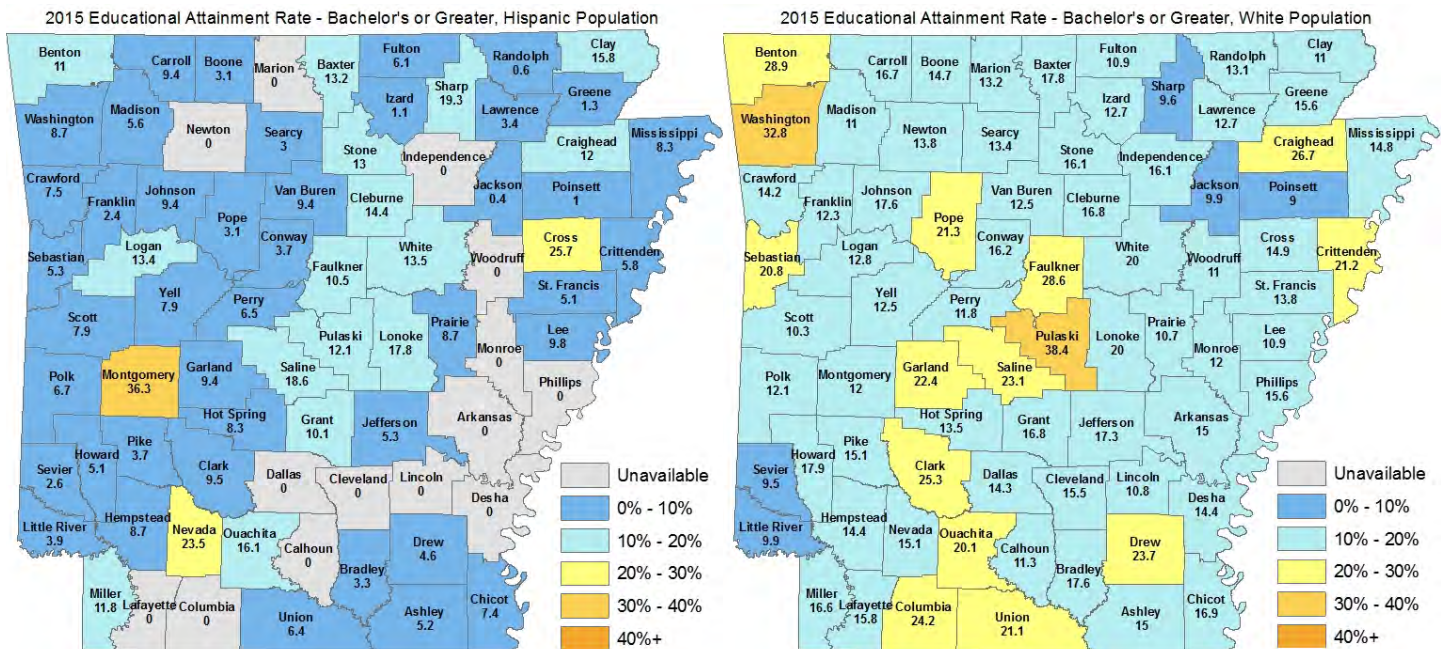 2015 Educational Attainment Rate - Bachelor's or Greater, Hispanic Population
Benton
11
Carroll
9.4
Boone
3.1
Marion
0
Baxter
13.2
Fulton
6.1
Randolph
0.6
Clay
15.8
Washington
8.7
Madison
5.6
Newton
0
Searcy
3
Izard
1.1
Sharp
19.3
Lawrence
3.4
Greene
1.3
Stone
13
Independence
0
Craighead
12
Mississippi
8.3
Crawford
7.5
Franklin
2.4
Johnson
9.4
Pope
3.1
Van Buren
9.4
Cleburne
14.4
Jackson
0.4
Poinsett
1
Sebastian
5.3
Logan
13.4
Conway
3.7
Faulkner
10.5
White
13.5
Woodruff
0
Cross
25.7
Crittenden
5.8
Scott
7.9
Yell
7.9
Perry
6.5
St. Francis
5.1
Pulaski
12.1
Lonoke
17.8
Prairie
8.7
Monroe
0
Lee
9.8
Polk
6.7
Montgomery
36.3
Garland
9.4
Saline
18.6
Phillips
0
Hot Spring
8.3
Grant
10.1
Jefferson
5.3
Arkansas
0
Sevier
2.6
Howard
5.1
Pike
3.7
Clark
9.5
Dallas
0
Cleveland
0
Lincoln
0
Desha
0
Little River
3.9
Hempstead
8.7
Nevada
23.5
Ouachita
16.1
Calhoun
0
Bradley
3.3
Drew
4.6
Miller
11.8
Lafayette
0
Columbia
0
Union
6.4
Ashley
5.2
Chicot
7.4
Unavailable
0% - 10%
10% - 20%
20% - 30%
30% - 40%
40%+
2015 Educational Attainment Rate - Bachelor's or Greater, White Population
Benton
28.9
Carroll
16.7
Boone
14.7
Marion
13.2
Baxter
17.8
Fulton
10.9
Randolph
13.1
Clay
11
Washington
32.8
Madison
11
Newton
13.8
Searcy
13.4
Izard
12.7
Sharp
9.6
Lawrence
12.7
Greene
15.6
Stone
16.1
Independence
16.1
Craighead
26.7
Mississippi
14.8
Crawford
14.2
Franklin
12.3
Johnson
17.6
Pope
21.3
Van Buren
12.5
Cleburne
16.8
Jackson
9.9
Poinsett
9
Sebastian
20.8
Logan
12.8
Conway
16.2
Faulkner
28.6
White
20
Woodruff
11
Cross
14.9
Crittenden
21.2
Scott
10.3
Yell
12.5
Perry
11.8
St. Francis
13.8
Pulaski
38.4
Lonoke
20
Prairie
10.7
Monroe
12
Lee
10.9
Polk
12.1
Montgomery
12
Garland
22.4
Saline
23.1
Phillips
15.6
Hot Spring
13.5
Grant
16.8
Jefferson
17.3
Arkansas
15
Sevier
9.5
Howard
17.9
Pike
15.1
Clark
25.3
Dallas
14.3
Cleveland
15.5
Lincoln
10.8
Desha
14.4
Little River
9.9
Hempstead
14.4
Nevada
15.1
Ouachita
20.1
Calhoun
11.3
Bradley
17.6
Drew
23.7
Miller
16.6
Lafayette
15.8
Columbia
24.2
Union
21.1
Ashley
15
Chicot
16.9
Unavailable
0% - 10%
10% - 20%
20% - 30%
30% - 40%
40%+